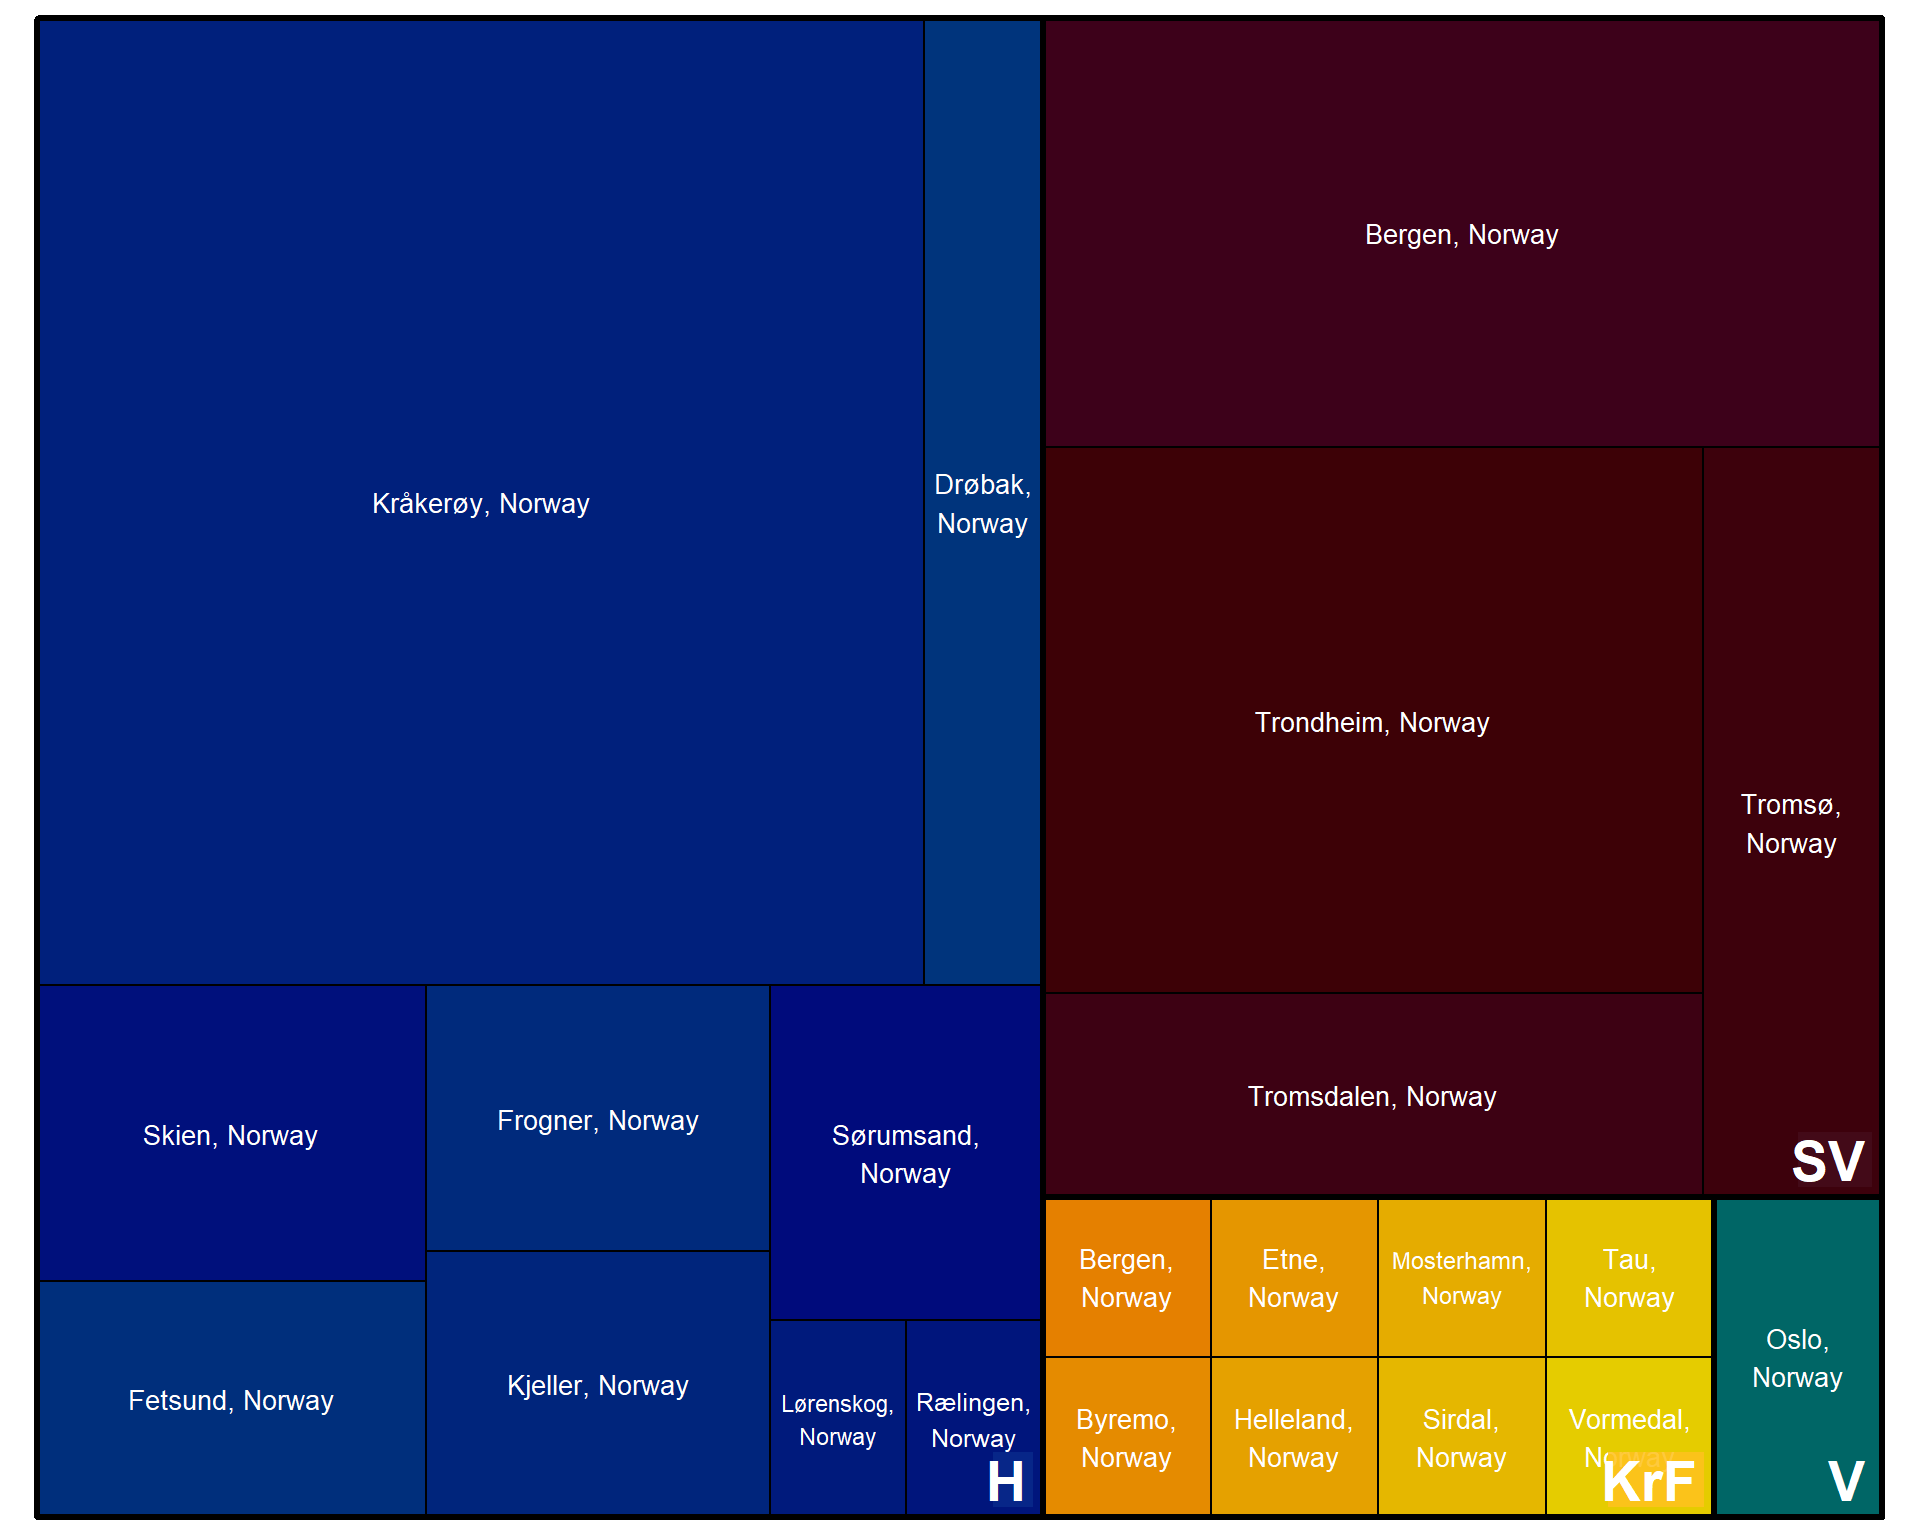 Kråkerøy, Norway
Drøbak,
Norway
Skien, Norway
Fetsund, Norway
Frogner, Norway
Kjeller, Norway
Sørumsand,
Norway
Lørenskog,
Norway
Rælingen,
Norway
H
Bergen, Norway
Trondheim, Norway
Tromsø,
Norway
Tromsdalen, Norway
SV
Bergen,
Norway
Etne,
Norway
Mosterhamn,
Norway
Tau,
Norway
Byremo,
Norway
Helleland,
Norway
Sirdal,
Norway
Vormedal,
Norway
KrF
Oslo,
Norway
V